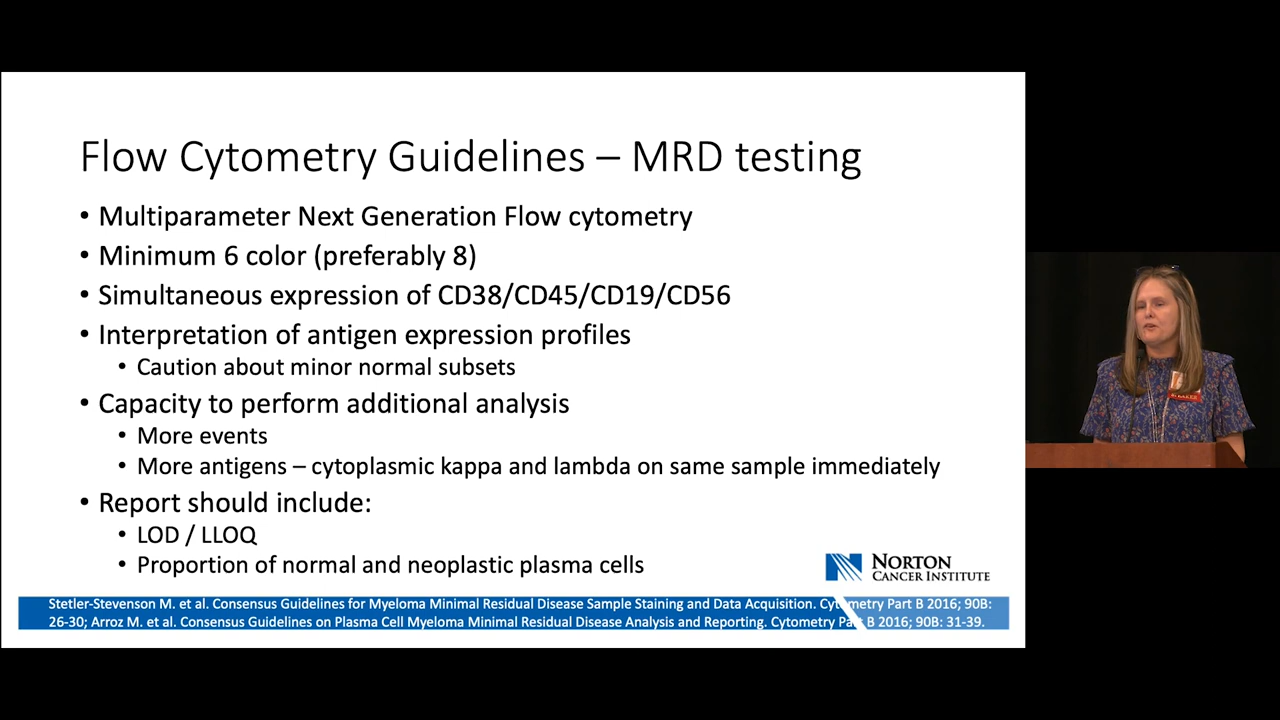 Flow Cytometry Guidelines – MRD testing
• Multiparameter Next Generation Flow cytometry
• Minimum 6 color (preferably 8)
• Simultaneous expression of CD38/CD45/CD19/CD56
• Interpretation of antigen expression profiles
• Caution about minor normal subsets
• Capacity to perform additional analysis
• More events
• More antigens – cytoplasmic kappa and lambda on same sample immediately
• Report should include:
• LOD / LLOQ
• Proportion of normal and neoplastic plasma cells
NORTON
CANCER INSTITUTE
Stetler-Stevenson M. et al. Consensus Guidelines for Myeloma Minimal Residual Disease Sample Staining and Data Acquisition. Cytometry Part B 2016; 90B:
26-30; Arroz M. et al. Consensus Guidelines on Plasma Cell Myeloma Minimal Residual Disease Analysis and Reporting. Cytometry Part B 2016; 90B: 31-39.
SPEAKER